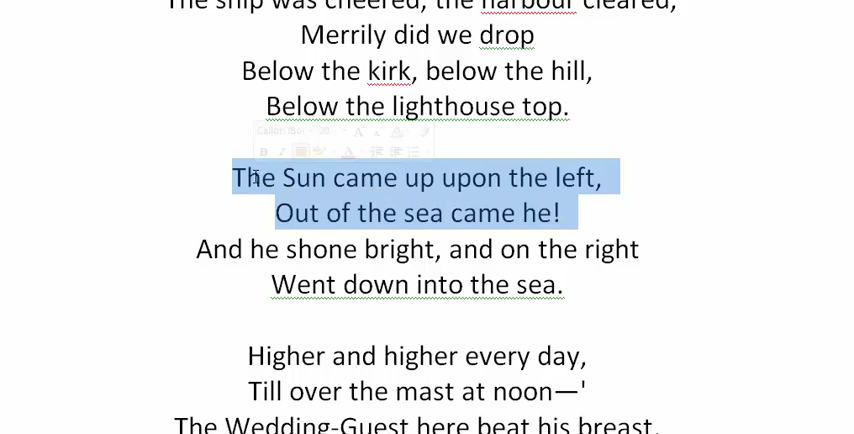 The ship was cheered, the harbour cleared,
Merrily did we drop
Below the kirk, below the hill,
Below the lighthouse top.
The Sun came up upon the left,
Out of the sea came he!
And he shone bright, and on the right
Went down into the sea.
Higher and higher every day,
Till over the mast at noon—'
The Wedding-Guest here beat his breast,